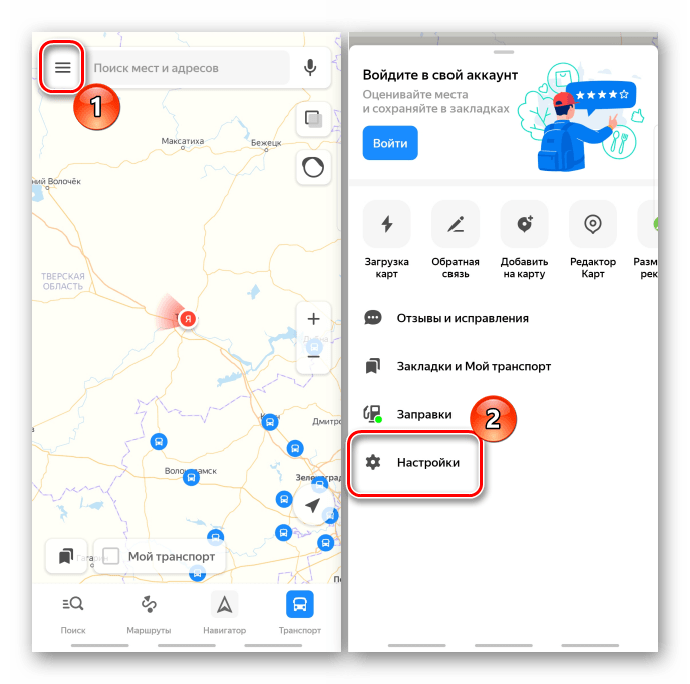 Поиск мест и адресов
1
Максатиха
Бежецк
ний Волочёк
ТВЕРСКАЯ
ОБЛАСТЬ
Я
+
−
Дмитро
Зеленоград
Мой транспорт
Поиск
Маршруты
Навигатор
Транспорт
Войдите в свой аккаунт
Оценивайте места
и сохраняйте в закладках
Войти
Загрузка
карт
Обратная
связь
Добавить
на карту
Редактор
Карт
Разм
рек
Отзывы и исправления
Закладки и Мой транспорт
Заправки
2
Настройки